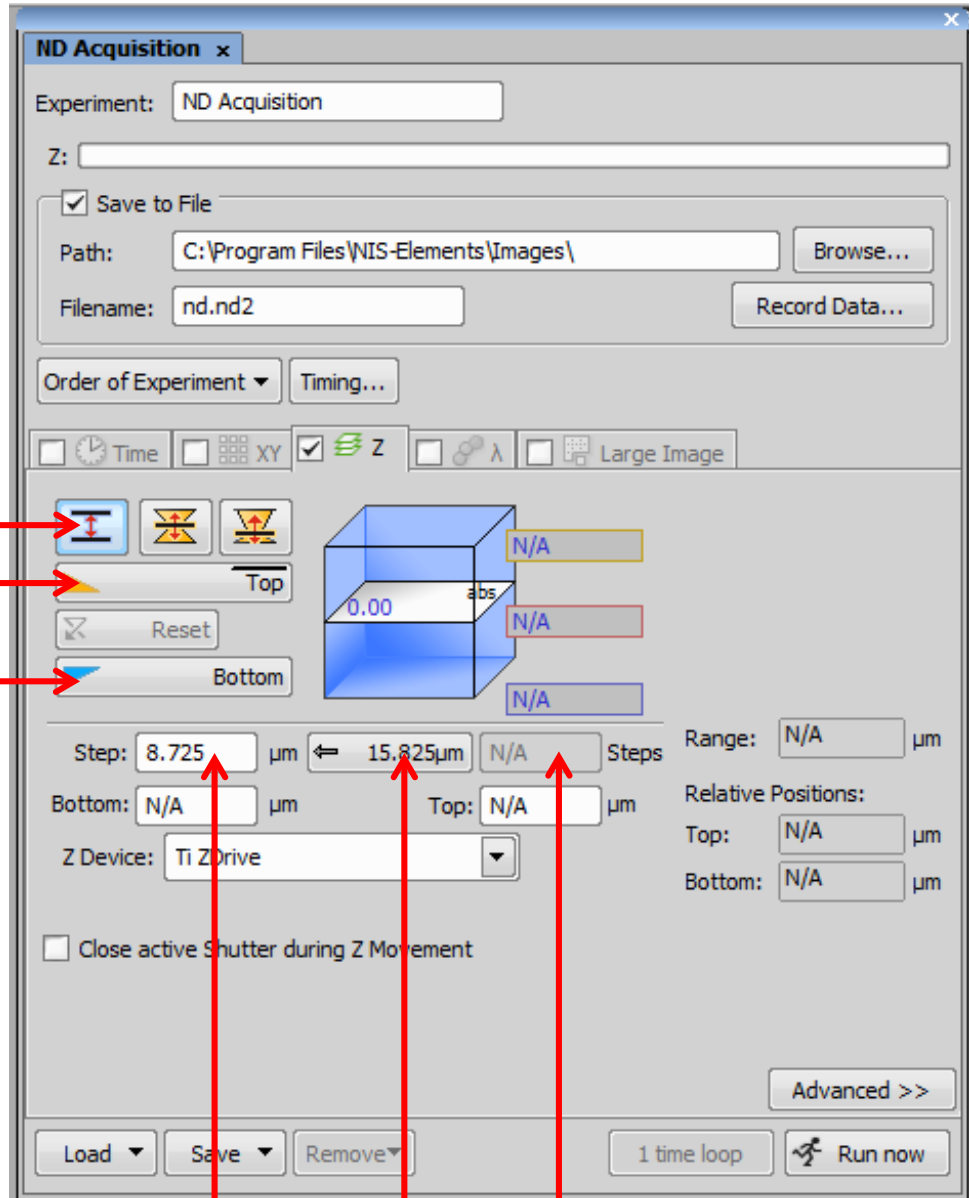 ND Acquisition x
Experiment: ND Acquisition
Z:
Save to File
Path: C:\Program Files\NIS-Elements\Images\ Browse...
Filename: nd.nd2 Record Data...
Order of Experiment Timing...
Time XY Z λ Large Image
Top
Reset
Bottom
N/A
0.00 abs
N/A
N/A
Step: 8.725 µm 15.825µm N/A Steps Range: N/A µm
Bottom: N/A µm Top: N/A µm Relative Positions:
Top: N/A µm
Z Device: Ti ZDrive
Bottom: N/A µm
Close active Shutter during Z Movement
Advanced >>
Load Save Remove 1 time loop Run now